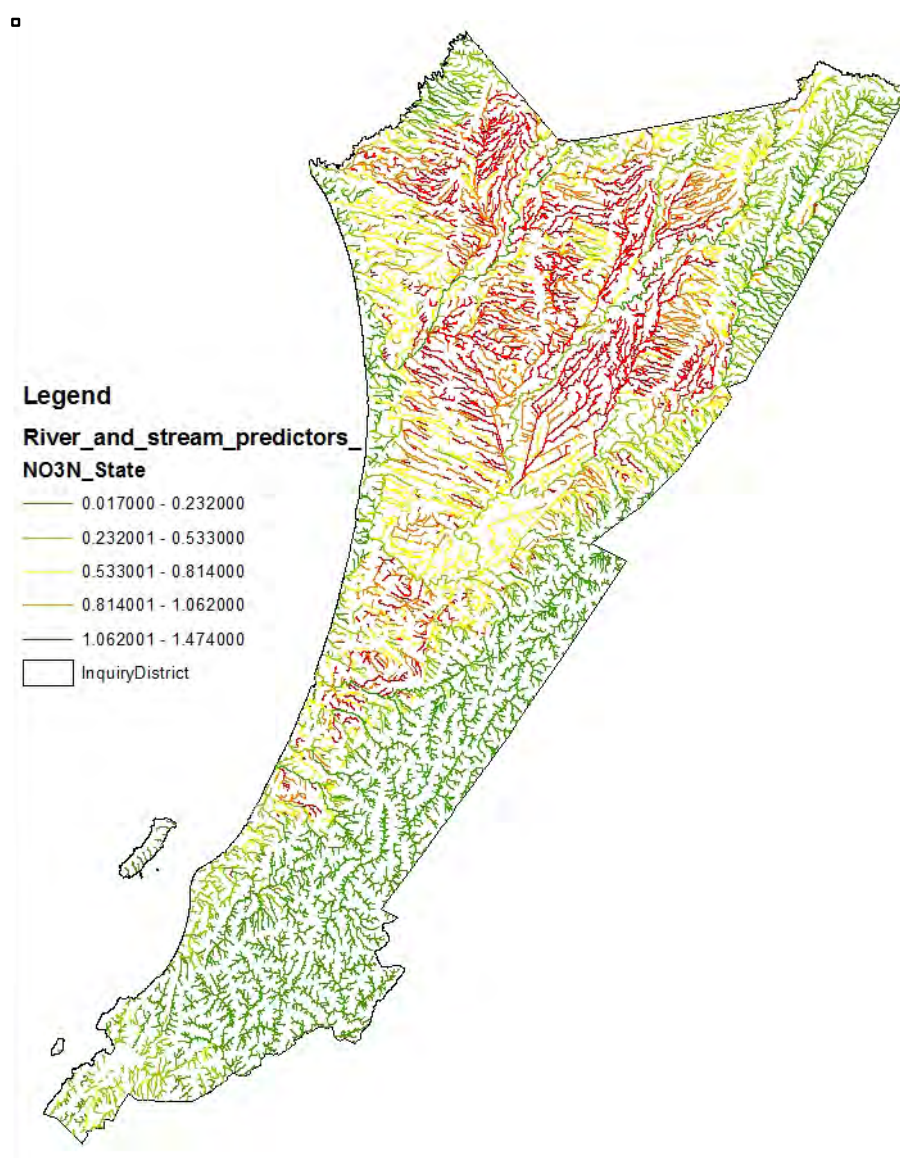 Legend
River_and_stream_predictors_
NO3N_State
0.017000 - 0.232000
0.232001 - 0.533000
0.533001 - 0.814000
0.814001 - 1.062000
1.062001 - 1.474000
InquiryDistrict